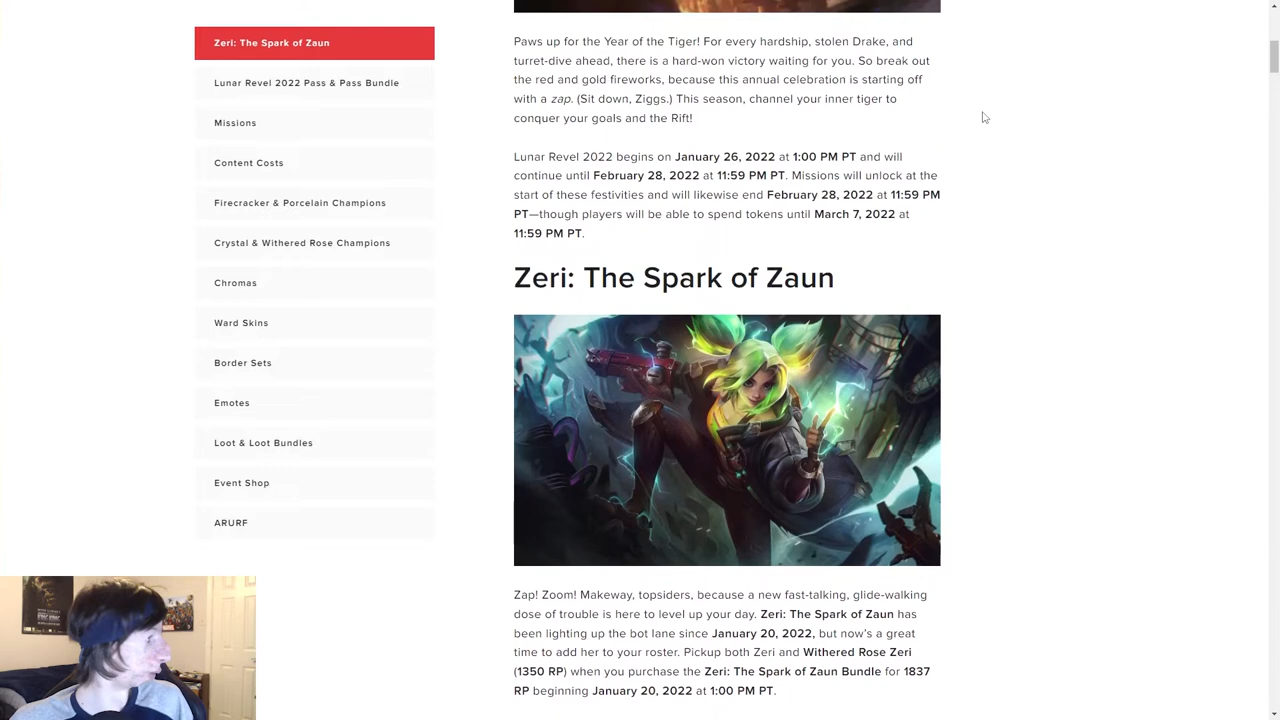 Zeri: The Spark of Zaun
Lunar Revel 2022 Pass & Pass Bundle
Missions
Content Costs
Firecracker & Porcelain Champions
Crystal & Withered Rose Champions
Chromas
Ward Skins
Border Sets
Emotes
Loot & Loot Bundles
Event Shop
ARURF
Paws up for the Year of the Tiger! For every hardship, stolen Drake, and
turret-dive ahead, there is a hard-won victory waiting for you. So break out
the red and gold fireworks, because this annual celebration is starting off
with a zap. (Sit down, Ziggs.) This season, channel your inner tiger to
conquer your goals and the Rift!
Lunar Revel 2022 begins on January 26, 2022 at 1:00 PM PT and will
continue until February 28, 2022 at 11:59 PM PT. Missions will unlock at the
start of these festivities and will likewise end February 28, 2022 at 11:59 PM
PT—though players will be able to spend tokens until March 7, 2022 at
11:59 PM PT.
Zeri: The Spark of Zaun
Zap! Zoom! Makeway, topsiders, because a new fast-talking, glide-walking
dose of trouble is here to level up your day. Zeri: The Spark of Zaun has
been lighting up the bot lane since January 20, 2022, but now's a great
time to add her to your roster. Pickup both Zeri and Withered Rose Zeri
(1350 RP) when you purchase the Zeri: The Spark of Zaun Bundle for 1837
RP beginning January 20, 2022 at 1:00 PM PT.